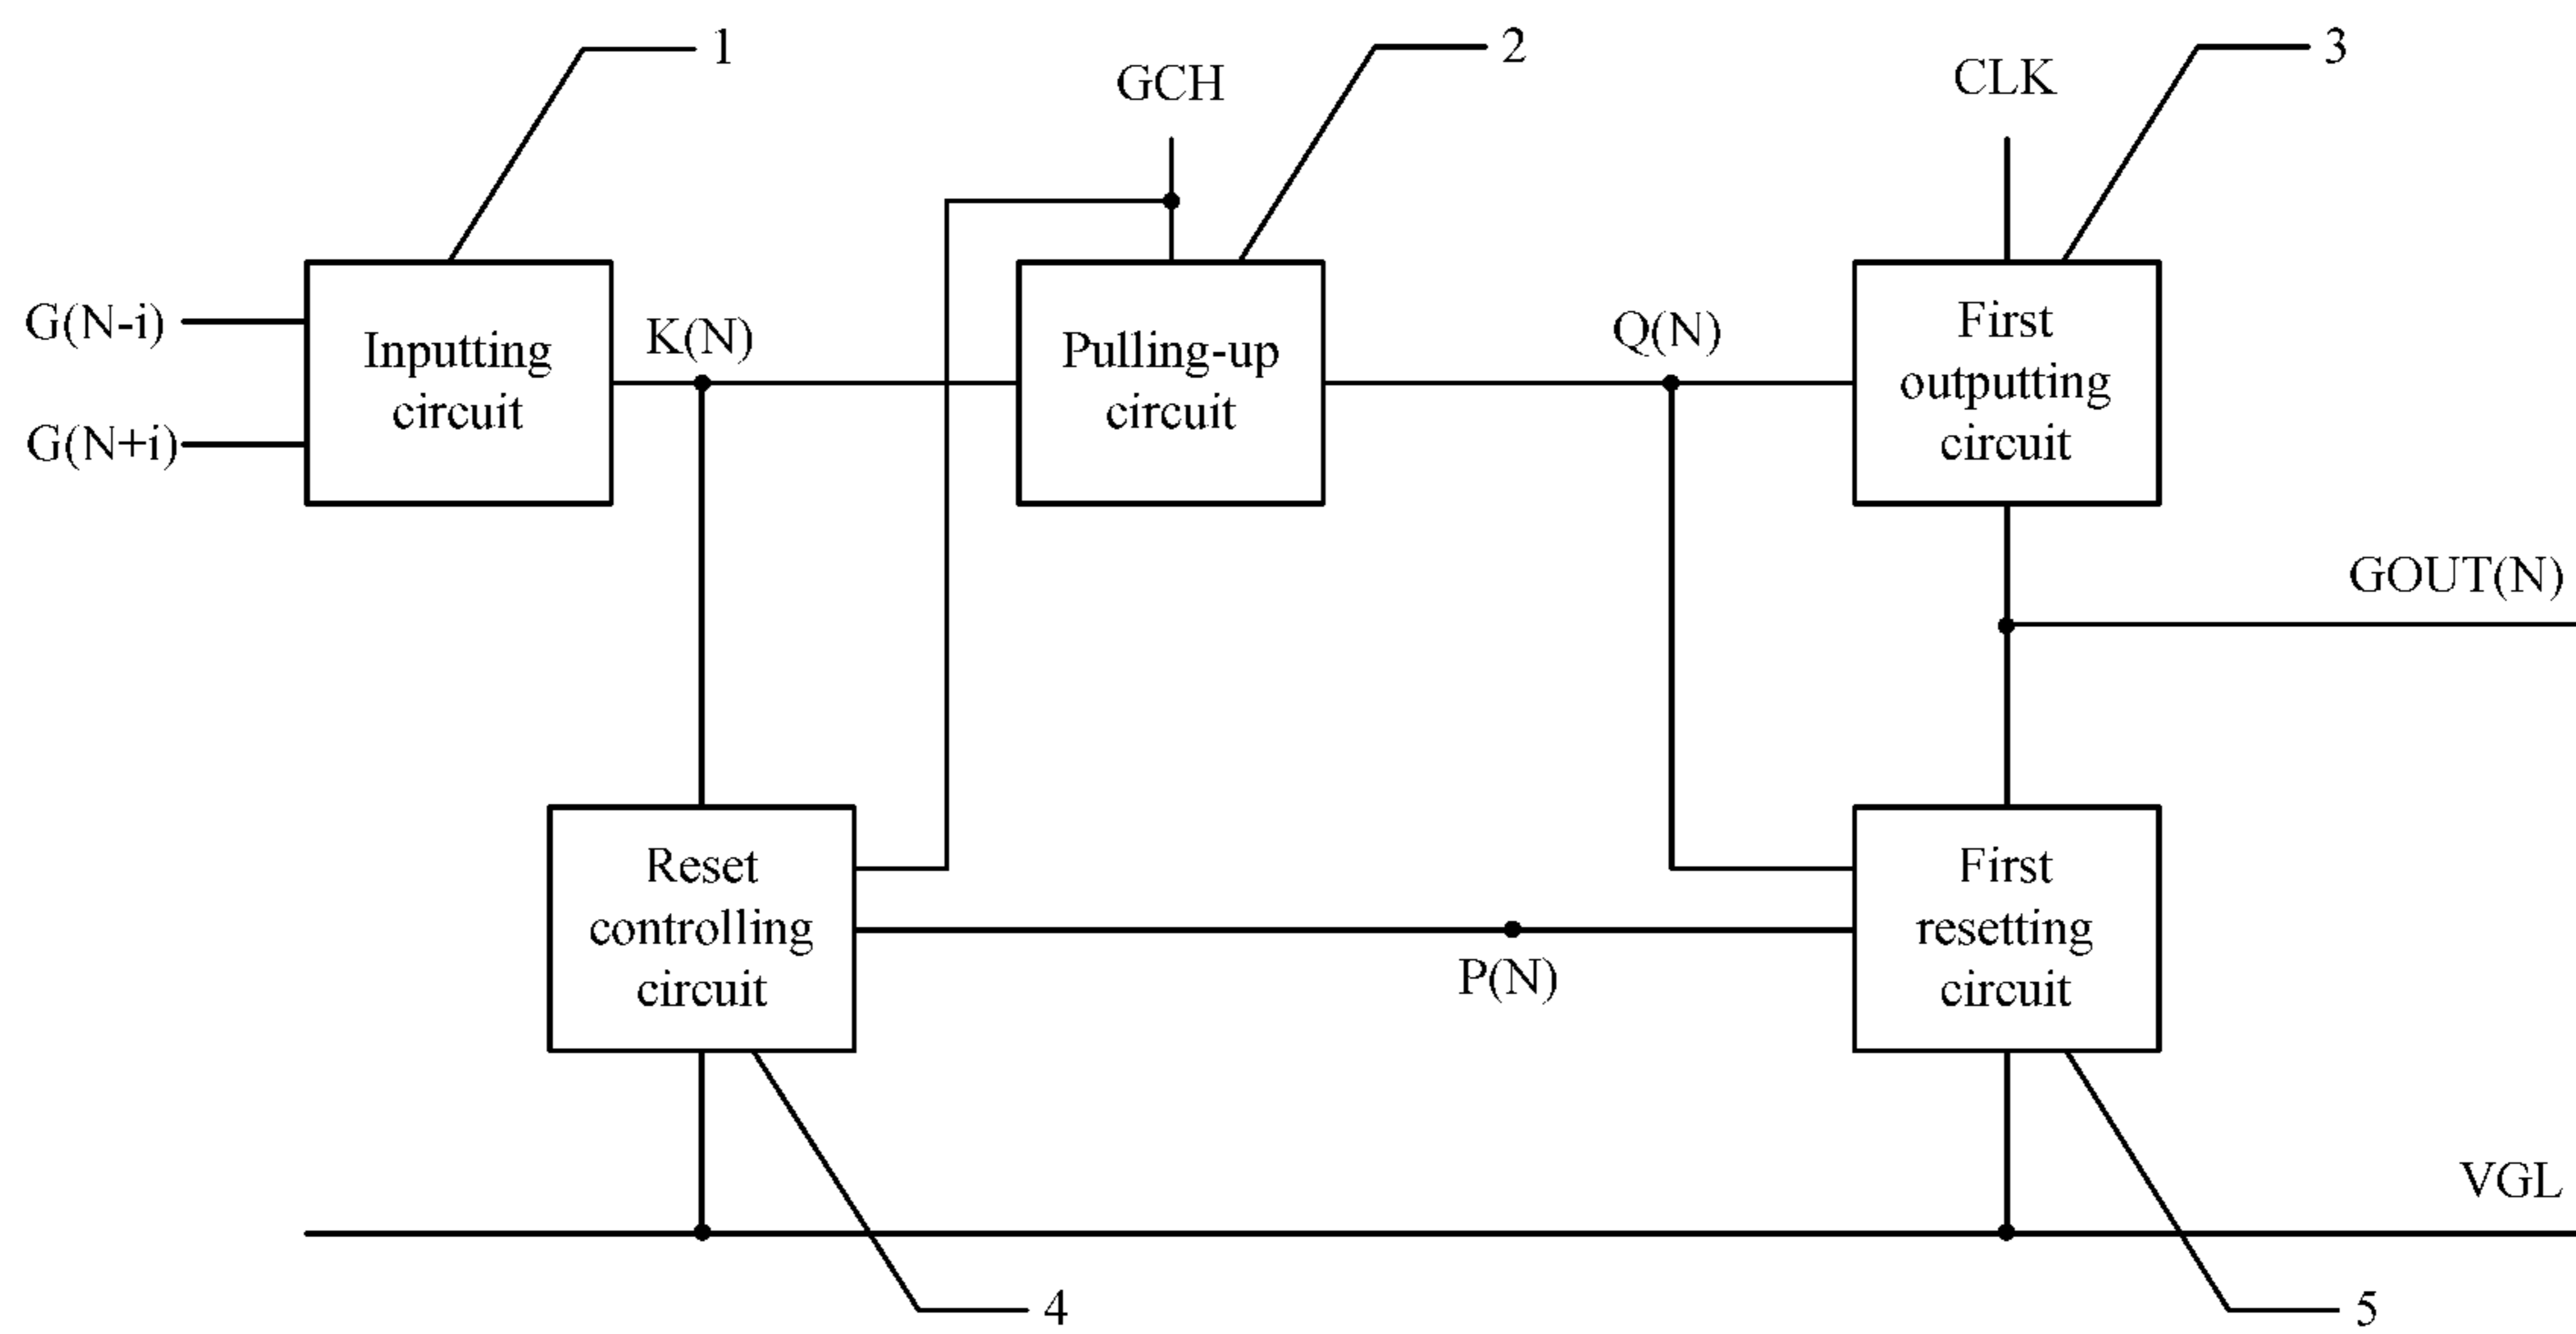 1
2
3
GCH
CLK
G(N-i)
G(N+i)
Inputting
circuit
K(N)
Pulling-up
circuit
Q(N)
First
outputting
circuit
GOUT(N)
Reset
controlling
circuit
P(N)
First
resetting
circuit
VGL
4
5